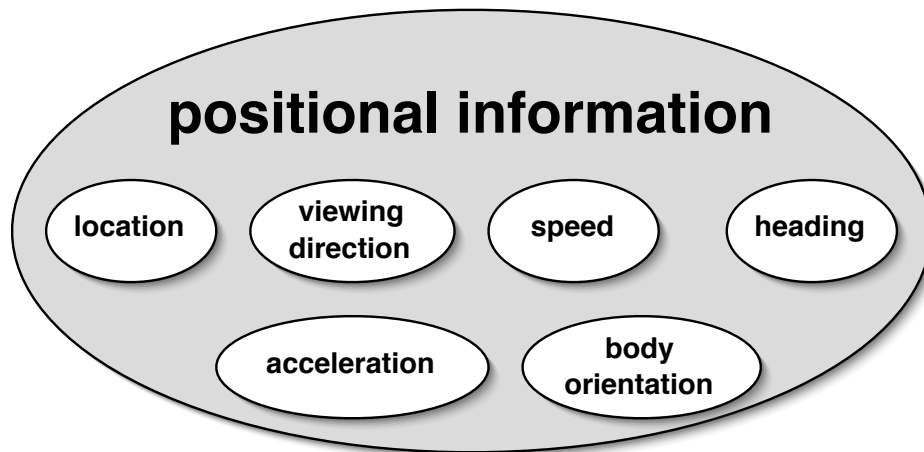 positional information
location
viewing
direction
speed
heading
acceleration
body
orientation